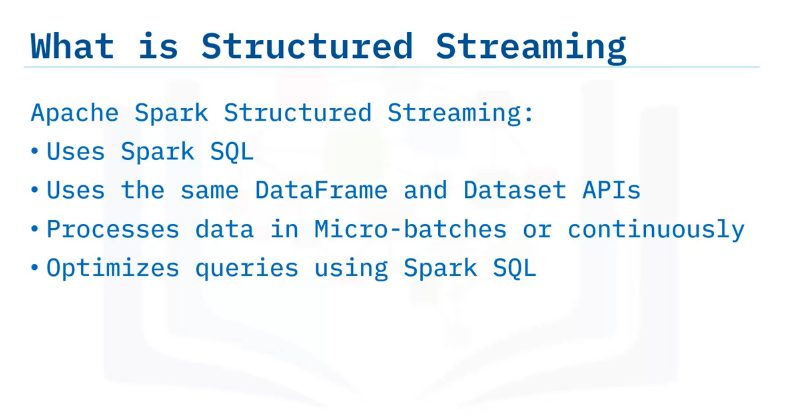 What is Structured Streaming
Apache Spark Structured Streaming:
• Uses Spark SQL
• Uses the same DataFrame and Dataset APIs
• Processes data in Micro-batches or continuously
• Optimizes queries using Spark SQL